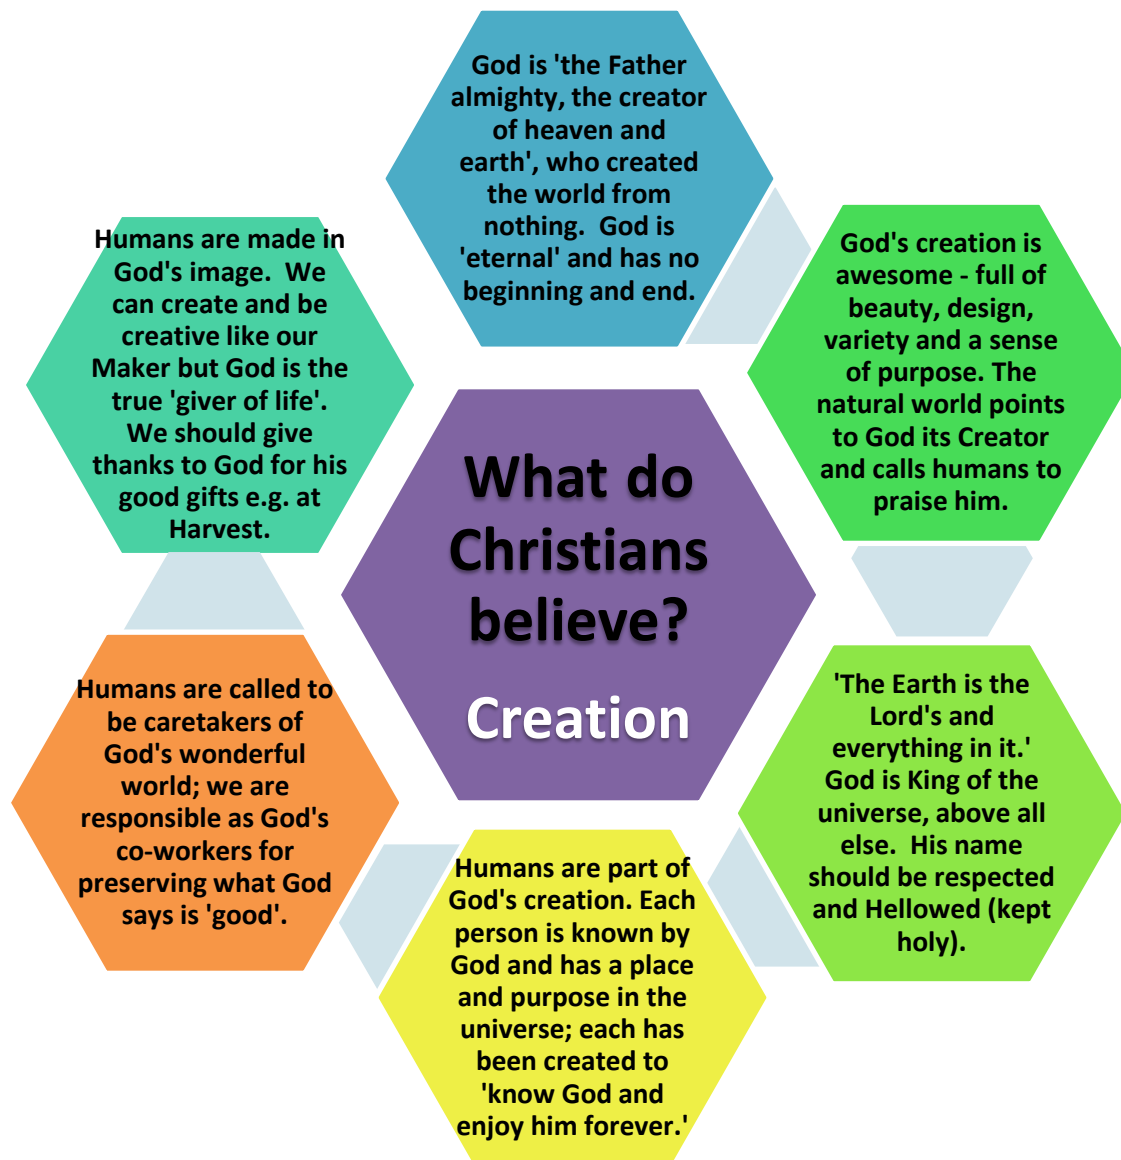 God is 'the Father
almighty, the creator
of heaven and
earth', who created
the world from
nothing.  God is
'eternal' and has no
beginning and end.
God's creation is
awesome - full of
beauty, design,
variety and a sense
of purpose. The
natural world points
to God its Creator
and calls humans to
praise him.
'The Earth is the
Lord's and
everything in it.'
God is King of the
universe, above all
else.  His name
should be respected
and Hellowed (kept
holy).
Humans are part of
God's creation. Each
person is known by
God and has a place
and purpose in the
universe; each has
been created to
'know God and
enjoy him forever.'
Humans are called to
be caretakers of
God's wonderful
world; we are
responsible as God's
co-workers for
preserving what God
says is 'good'.
Humans are made in
God's image.  We
can create and be
creative like our
Maker but God is the
true 'giver of life'.
We should give
thanks to God for his
good gifts e.g. at
Harvest.
What do
Christians
believe?
Creation